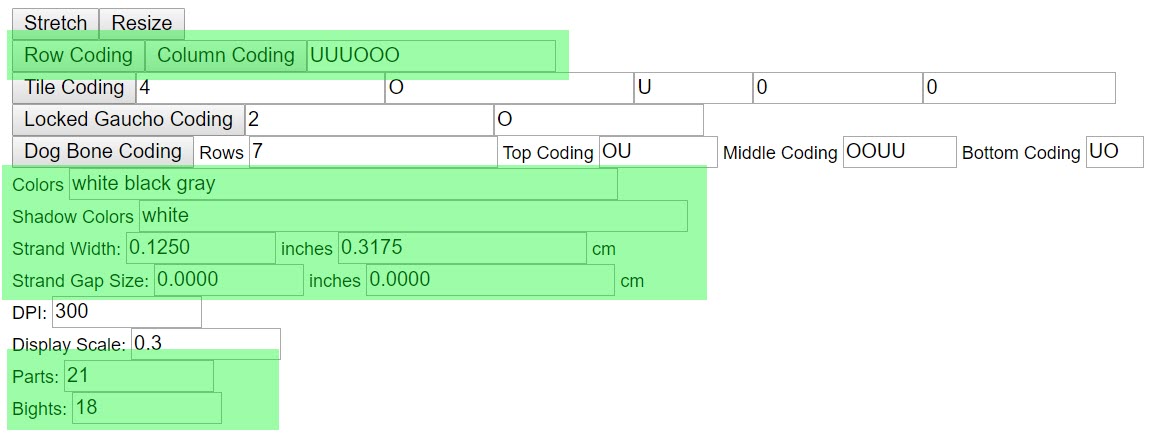 Stretch Resize
Row Coding Column Coding UUUOOO
Tile Coding 4 O U 0 0
Locked Gaucho Coding 2 O
Dog Bone Coding Rows 7 Top Coding OU Middle Coding OOUU Bottom Coding UO
Colors white black gray
Shadow Colors white
Strand Width: 0.1250 inches 0.3175 cm
Strand Gap Size: 0.0000 inches 0.0000 cm
DPI: 300
Display Scale: 0.3
Parts: 21
Bights: 18